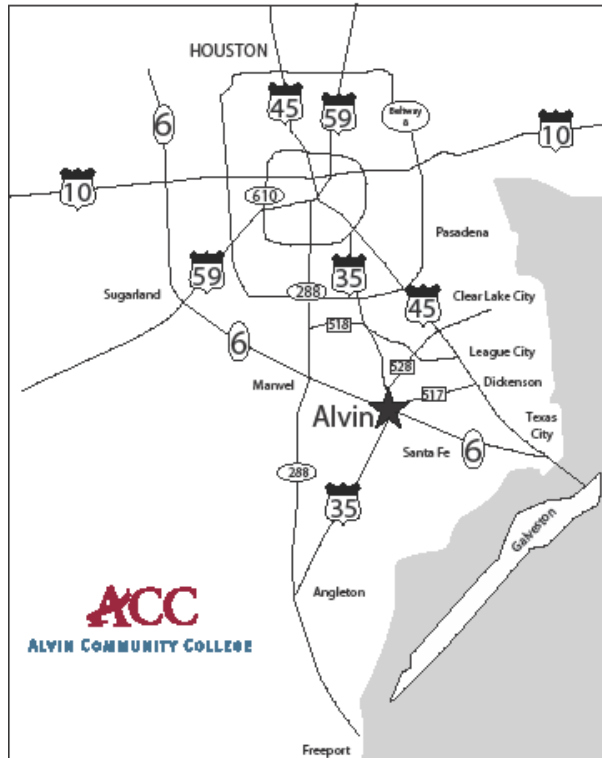 HOUSTON
45
59
Beltway
8
6
10
10
610
Pasadena
59
35
Sugarland
288
45
Clear Lake City
518
6
League City
528
Manvel
517
Dickenson
Alvin
Texas
City
Santa Fe
6
288
35
Galveston
Angleton
ACC
ALVIN COMMUNITY COLLEGE
Freeport